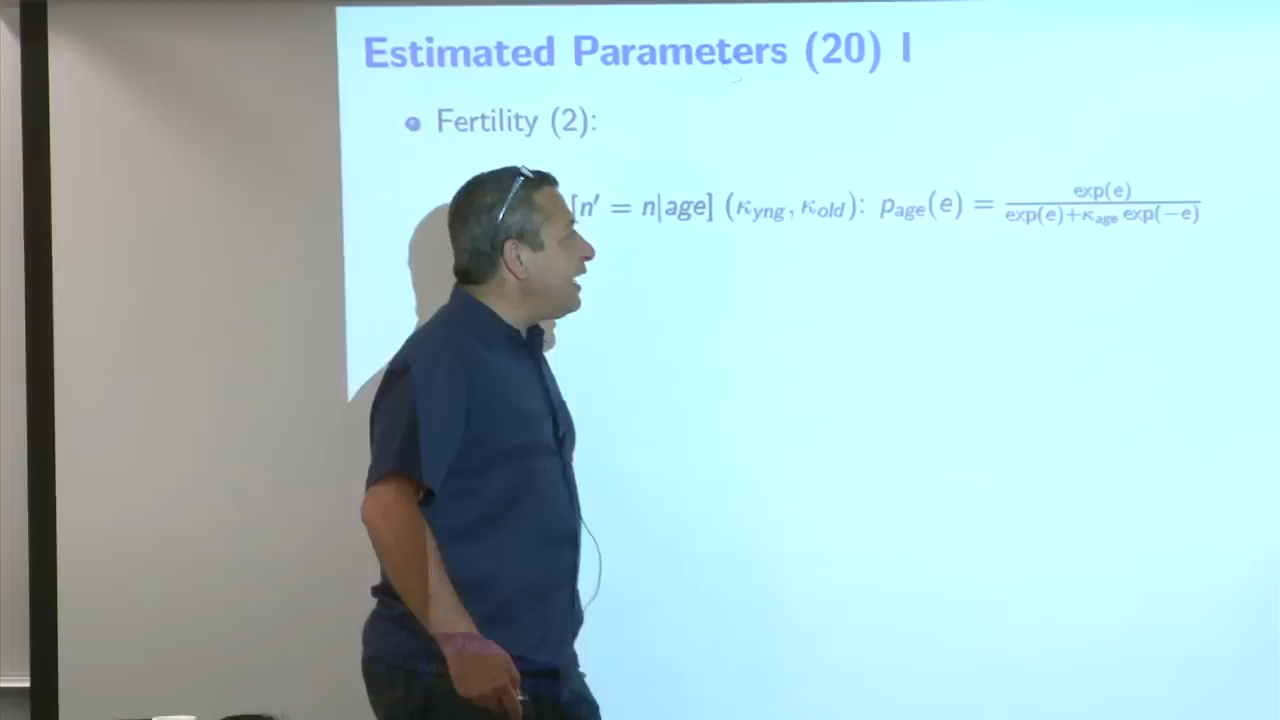 Estimated Parameters (20) I
Fertility (2):
[n′ = n|age] (κ_yng, κ_old): p_age(e) = exp(e) / exp(e)+κ_age exp(−e)